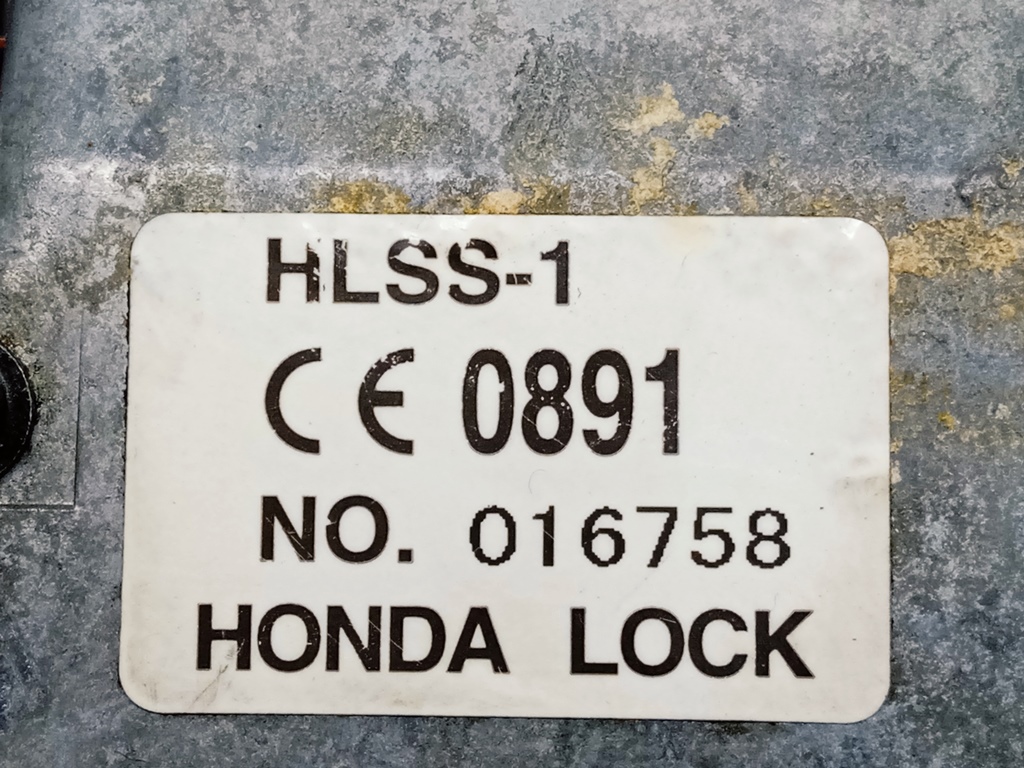 HLSS-1
CE 0891
NO. 016758
HONDA LOCK